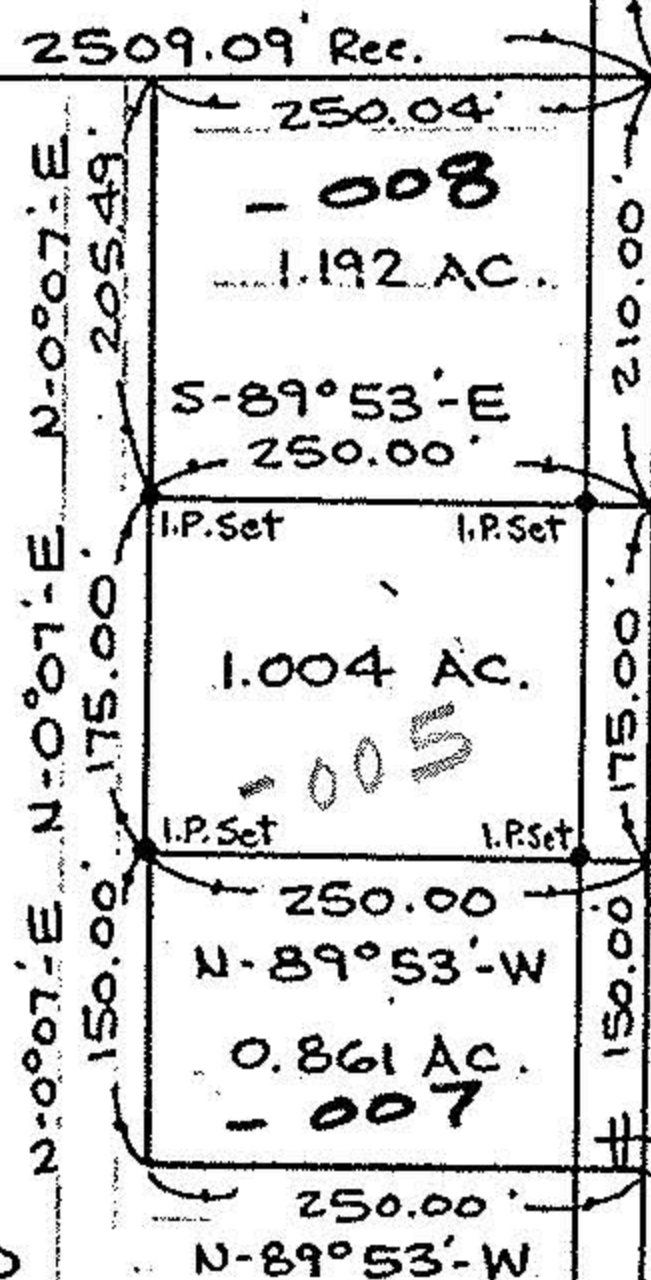 2509.09' Rec.
250.04'
- 008
1.192 AC.
N-0°07'-E
205.49'
210.00'
S-89°53'-E
250.00'
I.P. Set
I.P. Set
N-0°07'-E
175.00'
175.00'
1.004 AC.
- 005
I.P. Set
I.P. Set
250.00
N-89°53'-W
N-0°07'-E
150.00'
150.00'
0.861 AC.
- 007
250.00'
N-89°53'-W